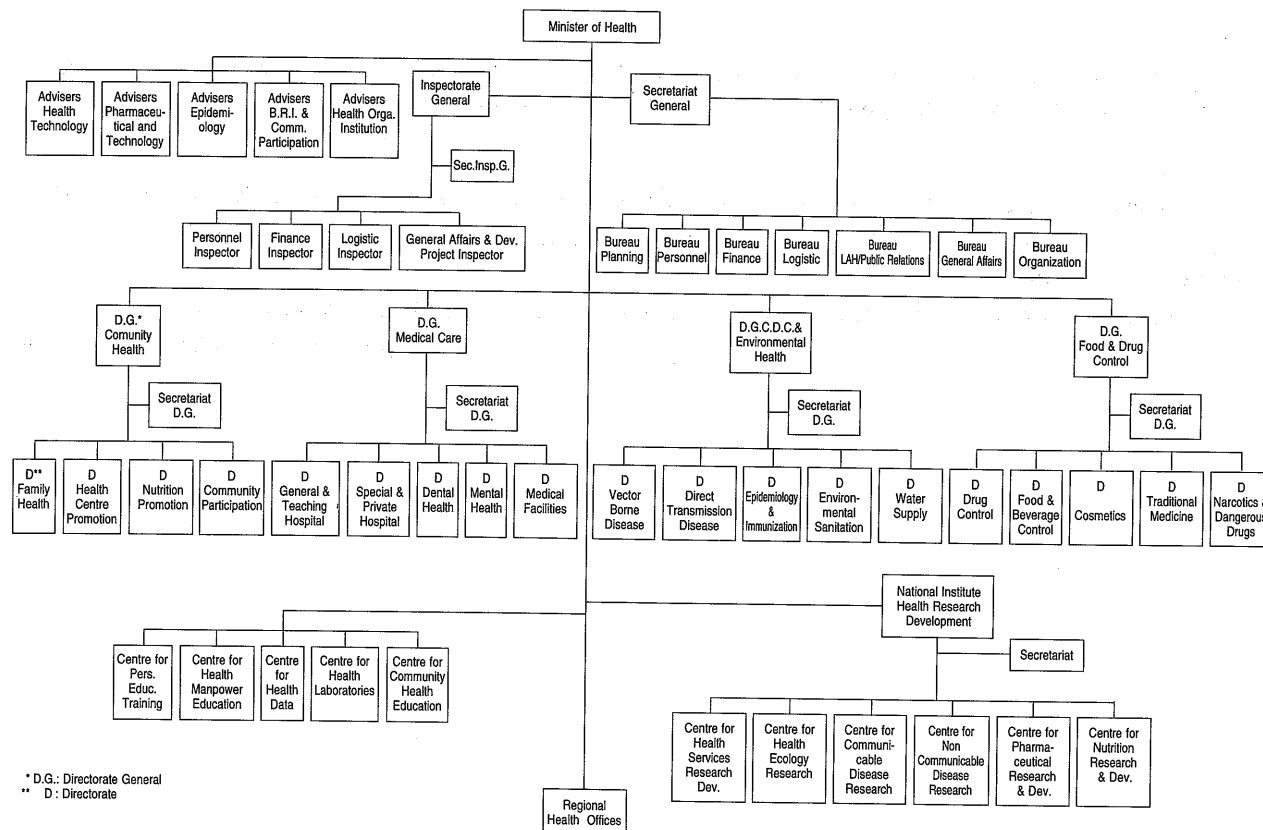 Minister of Health
Advisers
Health
Technology
Advisers
Pharmaceu-
tical and
Technology
Advisers
Epidemi-
ology
Advisers
B.R.I. &
Comm.
Participation
Advisers
Health Orga.
Institution
Inspectorate
General
Secretariat
General
Sec.Insp.G.
Personnel
Inspector
Finance
Inspector
Logistic
Inspector
General Affairs & Dev.
Project Inspector
Bureau
Planning
Bureau
Personnel
Bureau
Finance
Bureau
Logistic
Bureau
LAH/Public Relations
Bureau
General Affairs
Bureau
Organization
D.G.*
Comunity
Health
D.G.
Medical Care
D.G.C.D.C.&
Environmental
Health
D.G.
Food & Drug
Control
Secretariat
D.G.
Secretariat
D.G.
Secretariat
D.G.
Secretariat
D.G.
D**
Family
Health
D
Health
Centre
Promotion
D
Nutrition
Promotion
D
Community
Participation
D
General &
Teaching
Hospital
D
Special &
Private
Hospital
D
Dental
Health
D
Mental
Health
D
Medical
Facilities
D
Vector
Borne
Disease
D
Direct
Transmission
Disease
D
Epidemiology
&
Immunization
D
Environ-
mental
Sanitation
D
Water
Supply
D
Drug
Control
D
Food &
Beverage
Control
D
Cosmetics
D
Traditional
Medicine
D
Narcotics &
Dangerous
Drugs
National Institute
Health Research
Development
Secretariat
Centre for
Pers.
Educ.
Training
Centre for
Health
Manpower
Education
Centre
for
Health
Data
Centre for
Health
Laboratories
Centre for
Community
Health
Education
Centre for
Health
Services
Research
Dev.
Centre for
Health
Ecology
Research
Centre for
Communi-
cable
Disease
Research
Centre for
Non
Communicable
Disease
Research
Centre for
Pharma-
ceutical
Research
& Dev.
Centre for
Nutrition
Research
& Dev.
* D.G.: Directorate General
** D : Directorate
Regional
Health Offices